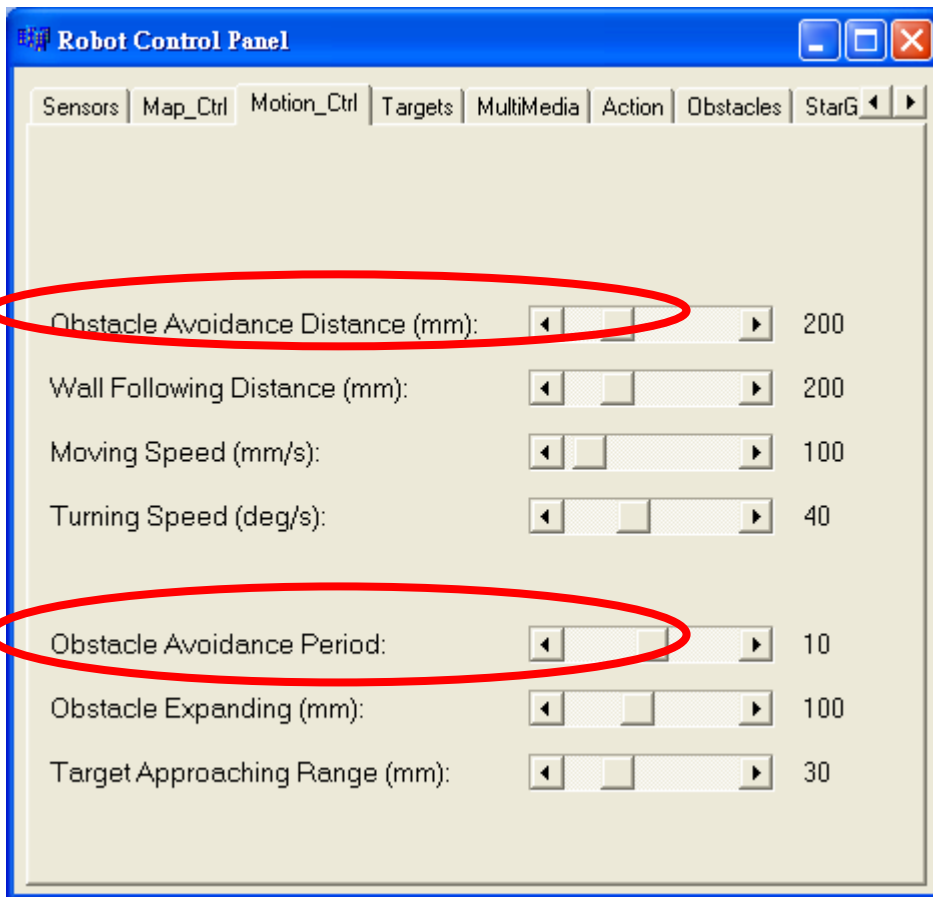 Robot Control Panel
Sensors Map_Ctrl Motion_Ctrl Targets MultiMedia Action Obstacles StarG
Obstacle Avoidance Distance (mm): 200
Wall Following Distance (mm): 200
Moving Speed (mm/s): 100
Turning Speed (deg/s): 40
Obstacle Avoidance Period: 10
Obstacle Expanding (mm): 100
Target Approaching Range (mm): 30